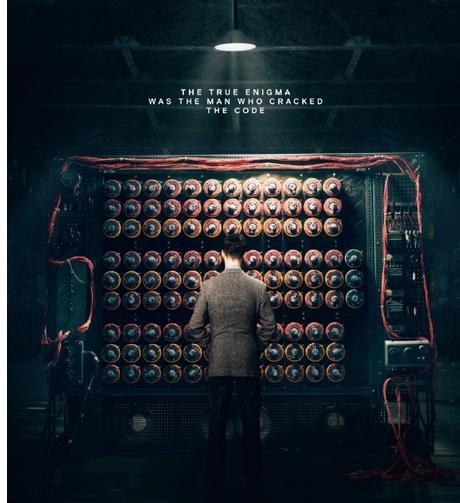 THE TRUE ENIGMA
WAS THE MAN WHO CRACKED
THE CODE